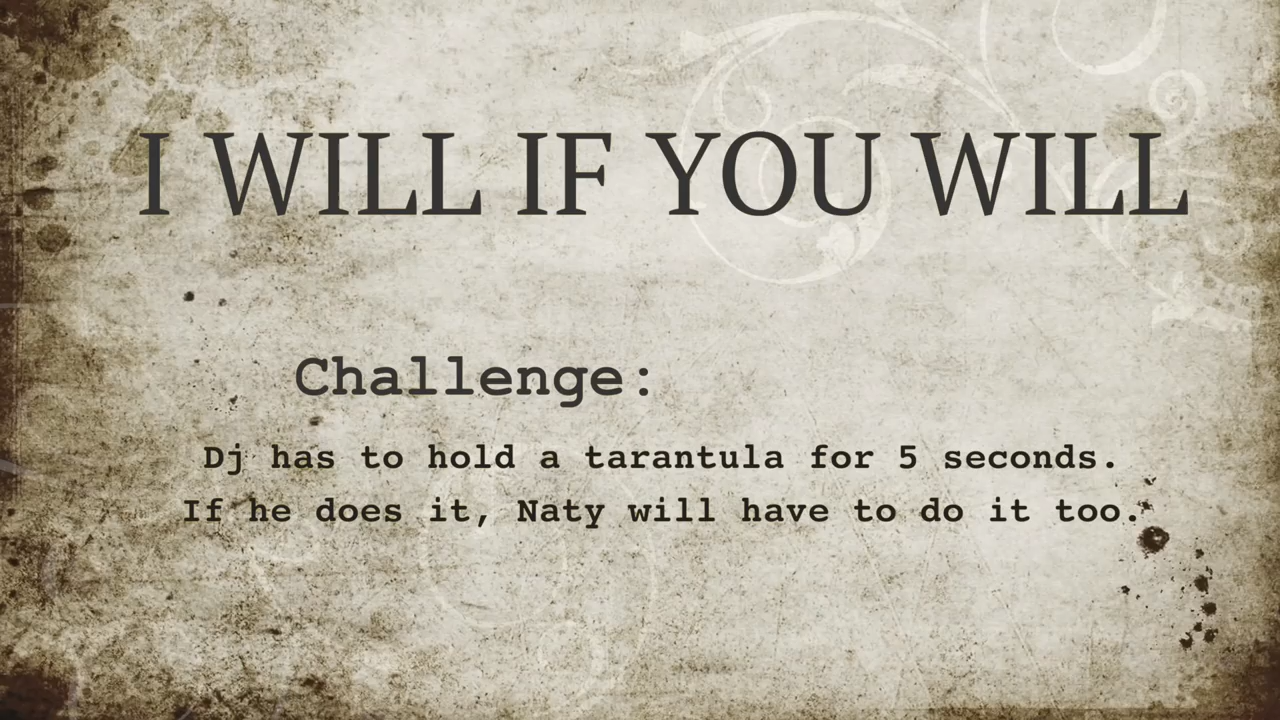 I WILL IF YOU WILL
Challenge:
Dj has to hold a tarantula for 5 seconds.
If he does it, Naty will have to do it too.